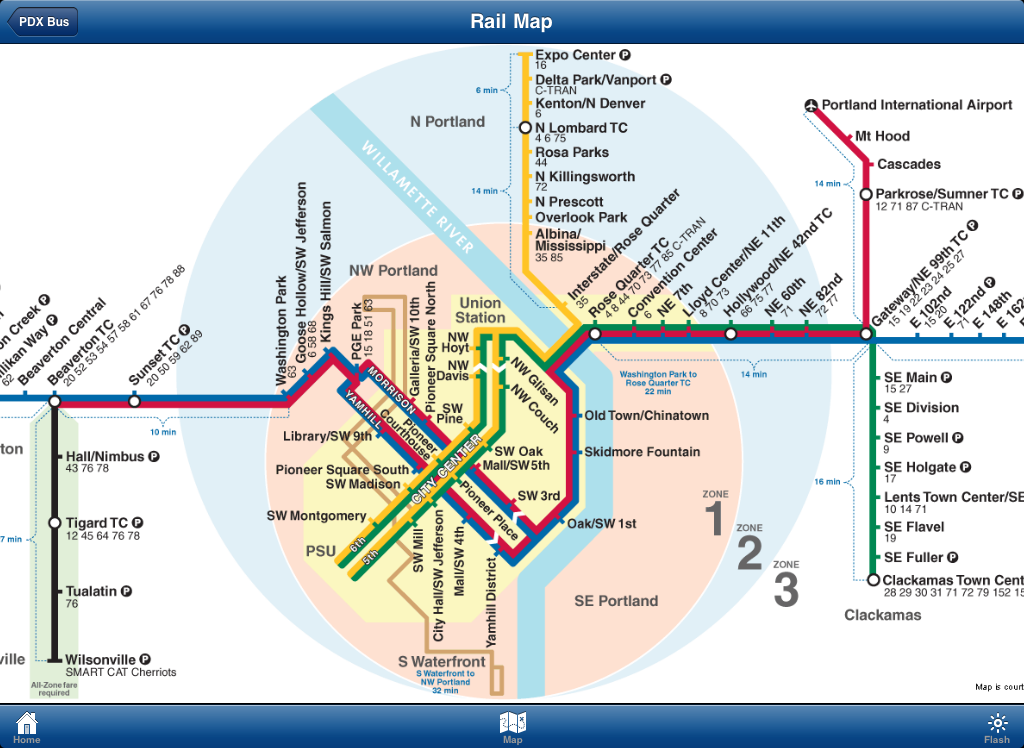 PDX Bus
Rail Map
Expo Center P
16
Delta Park/Vanport P
C-TRAN
Kenton/N Denver
6
N Lombard TC
4 6 75
Rosa Parks
44
N Killingsworth
72
N Prescott
Overlook Park
Albina/
Mississippi
35 85
6 min
14 min
N Portland
WILLAMETTE RIVER
Portland International Airport
Mt Hood
Cascades
Parkrose/Sumner TC P
12 71 87 C-TRAN
14 min
Interstate/Rose Quarter
35
Rose Quarter TC
4 8 44 70 73 77 85 C-TRAN
Convention Center
6
NE 7th
Lloyd Center/NE 11th
8 70 73
Hollywood/NE 42nd TC
66 75 77
NE 60th
71
NE 82nd
72 77
Gateway/NE 99th TC P
15 19 22 23 24 25 27
E 102nd
15 20
E 122nd P
71
E 148th
E 162
Washington Park to
Rose Quarter TC
22 min
14 min
62
Beaverton Central
Beaverton TC
20 52 53 54 57 58 61 67 76 78 88
Sunset TC P
20 50 59 62 89
10 min
Washington Park
63
Goose Hollow/SW Jefferson
6 58 68
Kings Hill/SW Salmon
PGE Park
15 18 51 63
NW Portland
Galleria/SW 10th
Pioneer Square North
Union
Station
NW
Hoyt
NW
Davis
SW
Pine
NW Glisan
NW Couch
MORRISON
YAMHILL
Pioneer
Courthouse
CITY CENTER
Library/SW 9th
Pioneer Square South
SW Madison
SW Montgomery
PSU
6th
5th
SW Mill
City Hall/SW Jefferson
Mall/SW 4th
Yamhill District
Pioneer Place
SW Oak
Mall/SW5th
SW 3rd
Old Town/Chinatown
Skidmore Fountain
Oak/SW 1st
ZONE
1
ZONE
2
ZONE
3
SE Portland
S Waterfront
S Waterfront to
NW Portland
32 min
Hall/Nimbus P
43 76 78
Tigard TC P
12 45 64 76 78
7 min
Tualatin P
76
Wilsonville P
SMART CAT Cherriots
All-Zone fare
required
SE Main P
15 27
SE Division
4
SE Powell P
9
SE Holgate P
17
Lents Town Center/SE
10 14 71
SE Flavel
19
SE Fuller P
16 min
Clackamas Town Cent
28 29 30 31 71 72 79 152 15
Clackamas
Map is court
Home
Map
Flash